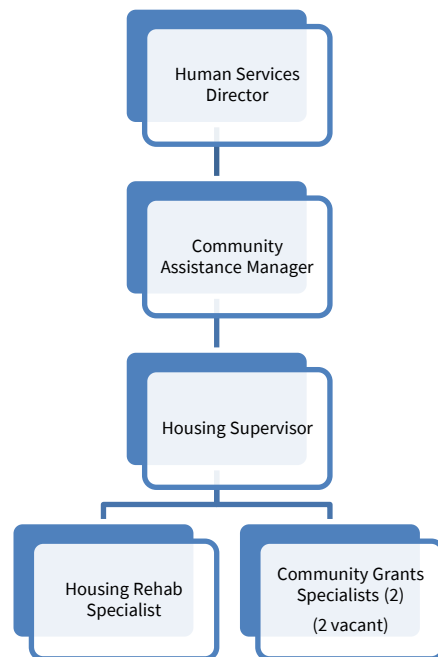 Human Services
Director
Community
Assistance Manager
Housing Supervisor
Housing Rehab
Specialist
Community Grants
Specialists (2)
(2 vacant)